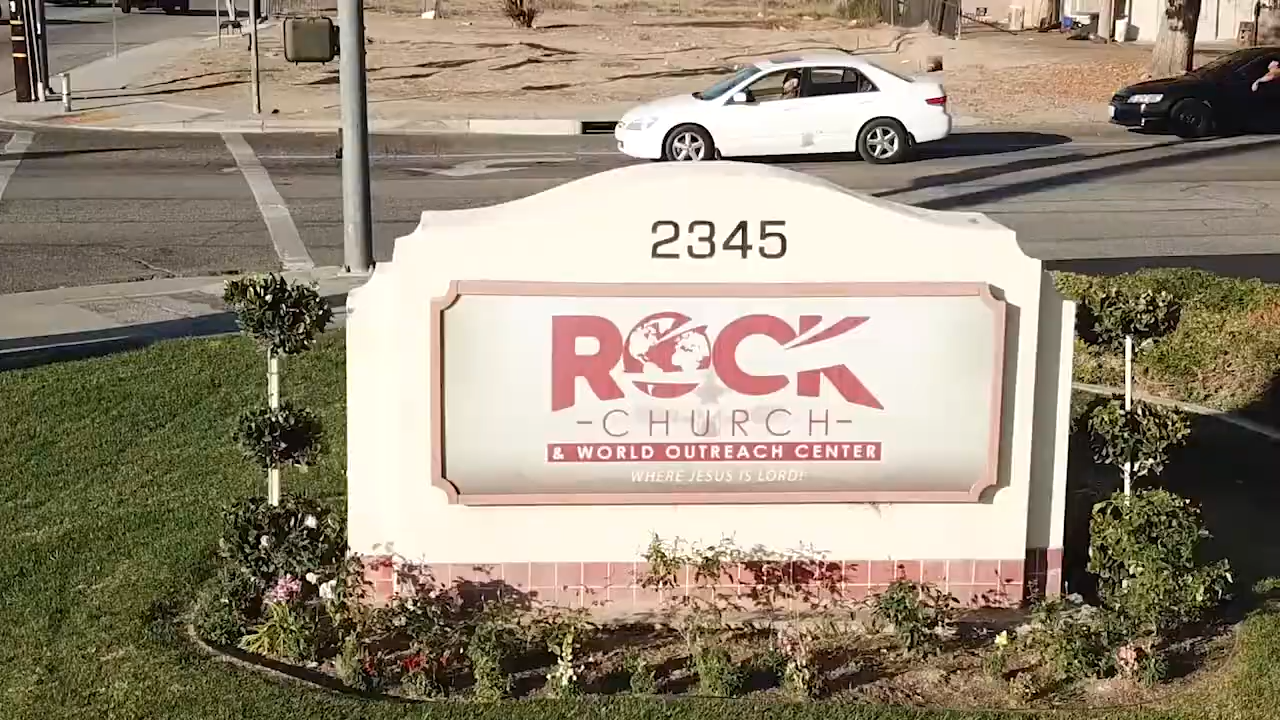 2345
ROCK
-CHURCH-
& WORLD OUTREACH CENTER
WHERE JESUS IS LORD!